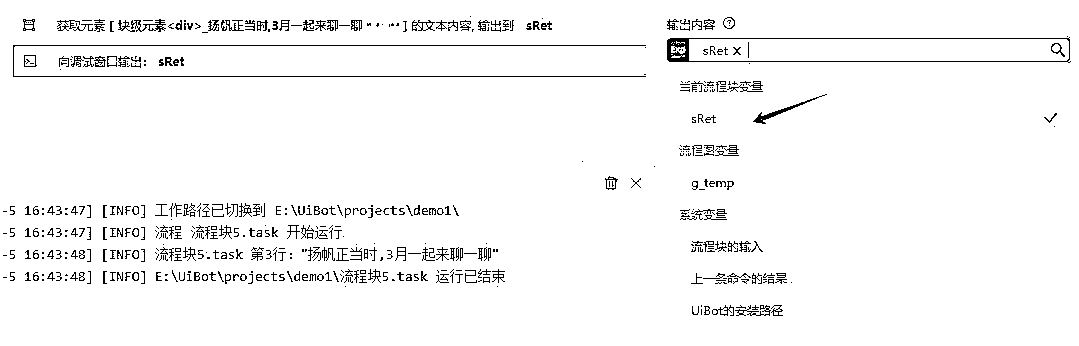 获取元素 [ 块级元素<div>_扬帆正当时,3月一起来聊一聊 " " "" ] 的文本内容, 输出到 sRet
向调试窗口输出: sRet
-5 16:43:47] [INFO] 工作路径已切换到 E:\UiBot\projects\demo1\
-5 16:43:47] [INFO] 流程 流程块5.task 开始运行.
-5 16:43:48] [INFO] 流程块5.task 第3行: "扬帆正当时,3月一起来聊一聊"
-5 16:43:48] [INFO] E:\UiBot\projects\demo1\流程块5.task 运行已结束
输出内容 ?
EXP sRet ×
当前流程块变量
sRet
流程图变量
g_temp
系统变量
流程块的输入
上一条命令的结果
UiBot的安装路径